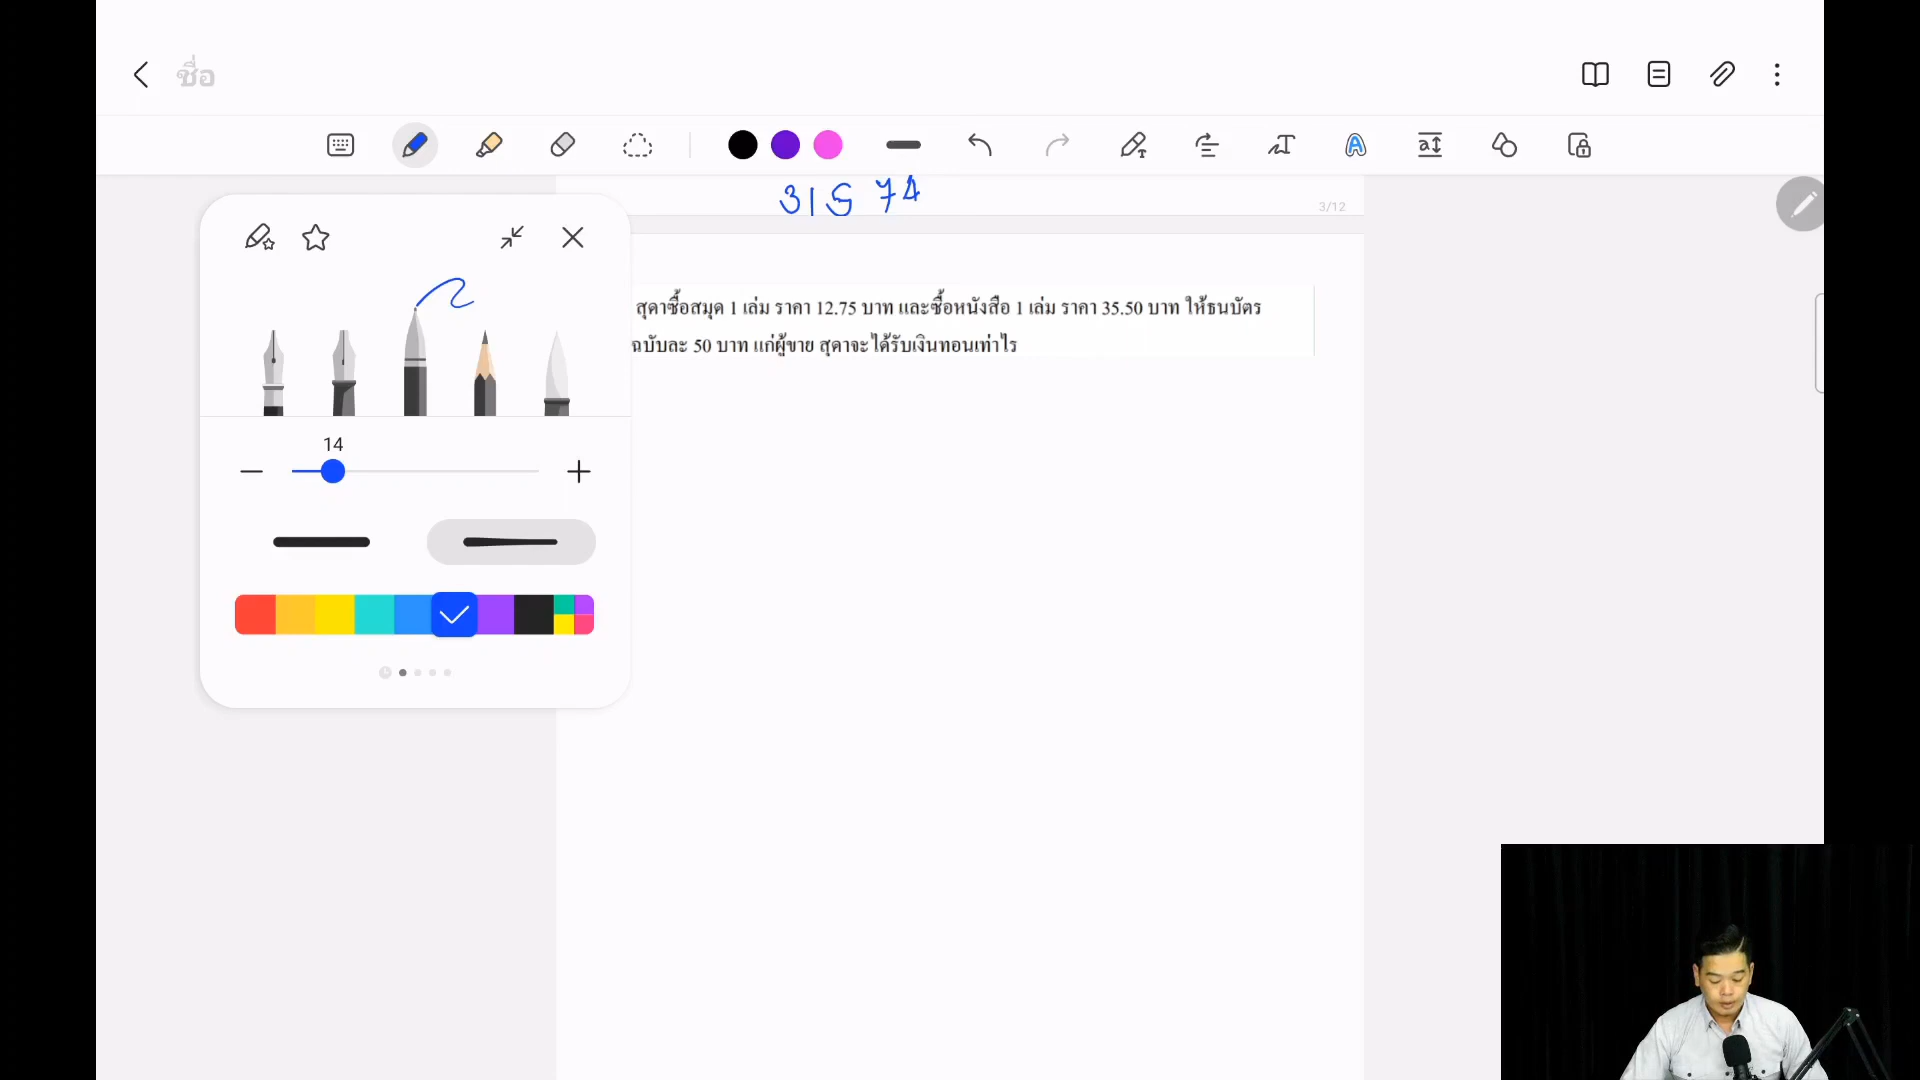 ชื่อ
31574
3/12
สุดาซื้อสมุด 1 เล่ม ราคา 12.75 บาท และซื้อหนังสือ 1 เล่ม ราคา 35.50 บาท ให้ธนบัตร
ฉบับละ 50 บาท แก่ผู้ขาย สุดาจะได้รับเงินทอนเท่าไร
14